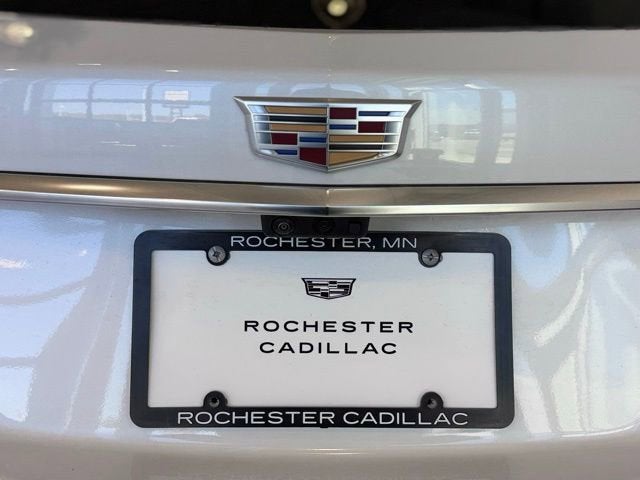 ROCHESTER, MN
ROCHESTER
CADILLAC
ROCHESTER CADILLAC